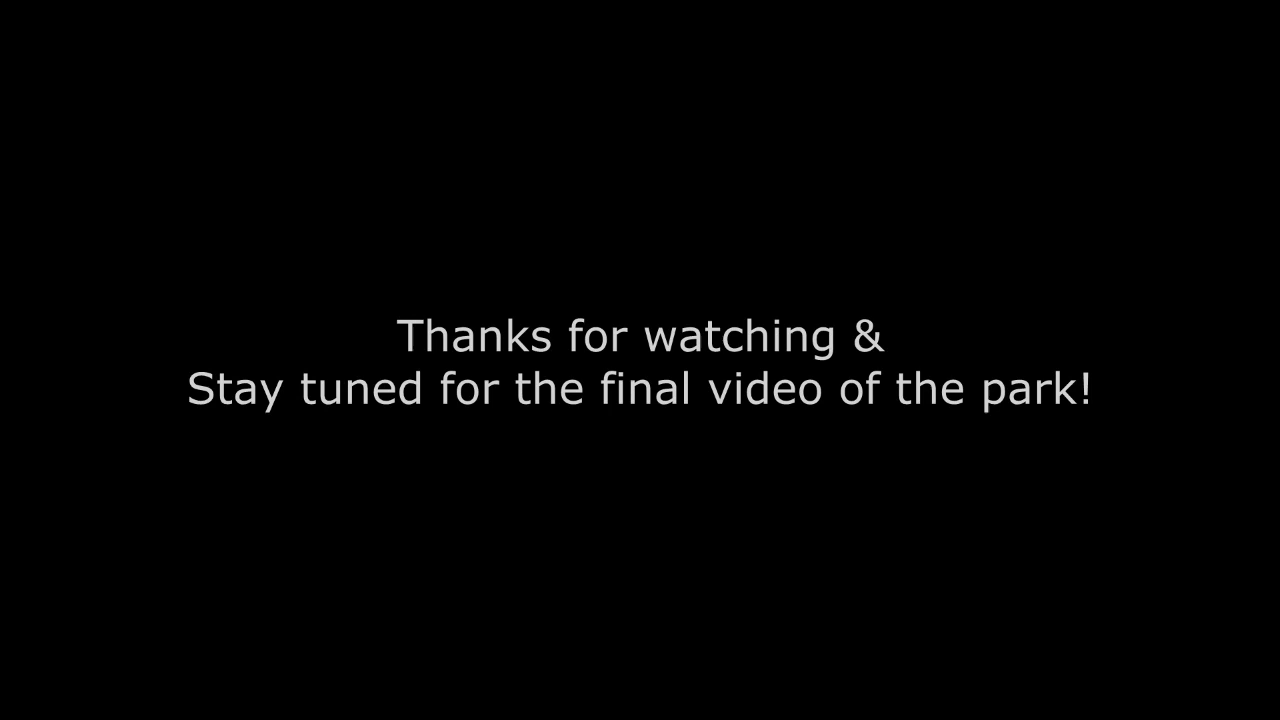 Thanks for watching &
Stay tuned for the final video of the park!